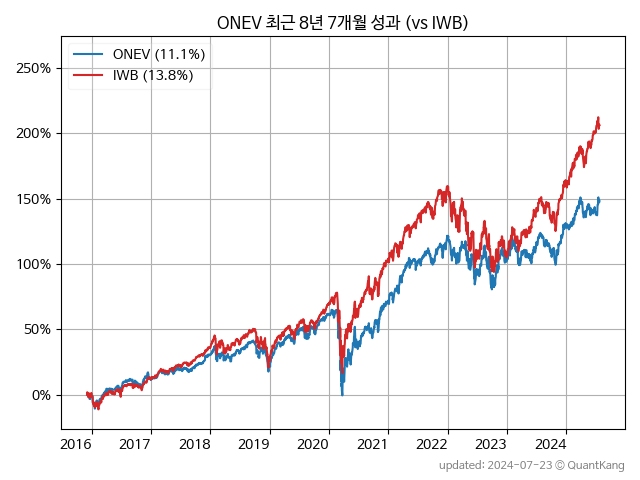 ONEV 최근 8년 7개월 성과 (vs IWB)
ONEV (11.1%)
IWB (13.8%)
250%
200%
150%
100%
50%
0%
2016 2017 2018 2019 2020 2021 2022 2023 2024
updated: 2024-07-23 © QuantKang